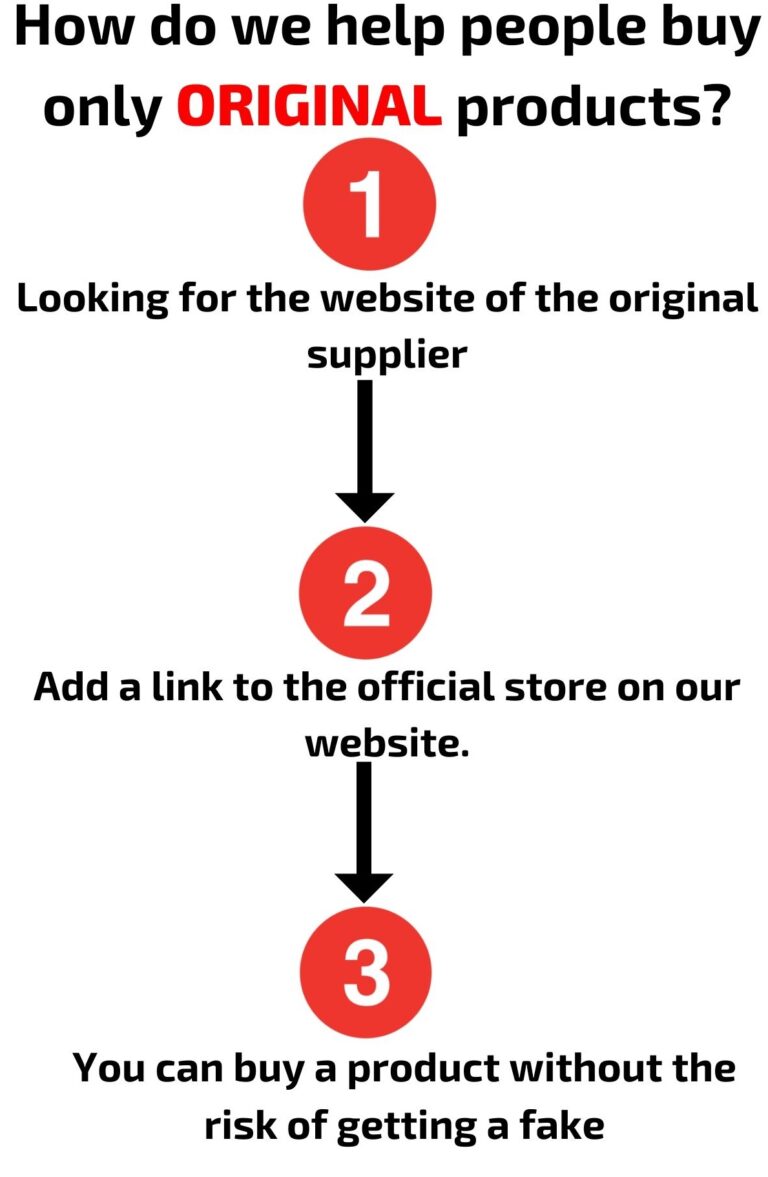 How do we help people buy
only ORIGINAL products?
1
Looking for the website of the original
supplier
2
Add a link to the official store on our
website.
3
You can buy a product without the
risk of getting a fake